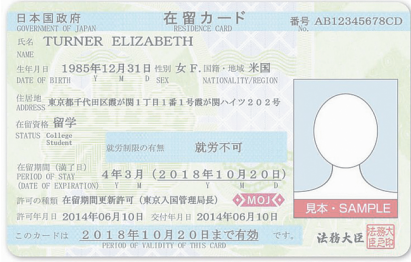 日本国政府 在留カード 番号 AB12345678CD
GOVERNMENT OF JAPAN RESIDENCE CARD No.
氏名 TURNER ELIZABETH
NAME
生年月日 1985年12月31日 性別 女 F. 国籍・地域 米国
DATE OF BIRTH Y M D SEX NATIONALITY/REGION
住居地 東京都千代田区霞が関1丁目1番1号霞が関ハイツ202号
ADDRESS
在留資格 留学
STATUS College
Student
就労制限の有無 就労不可
在留期間(満了日) 4年3月(2018年10月20日)
PERIOD OF STAY
(DATE OF EXPIRATION) Y M Y M D
許可の種類 在留期間更新許可(東京入国管理局長)
MOJ
見本・SAMPLE
許可年月日 2014年06月10日 交付年月日 2014年06月10日
このカードは 2018年10月20日まで有効 です。
PERIOD OF VALIDITY OF THIS CARD
法務大臣